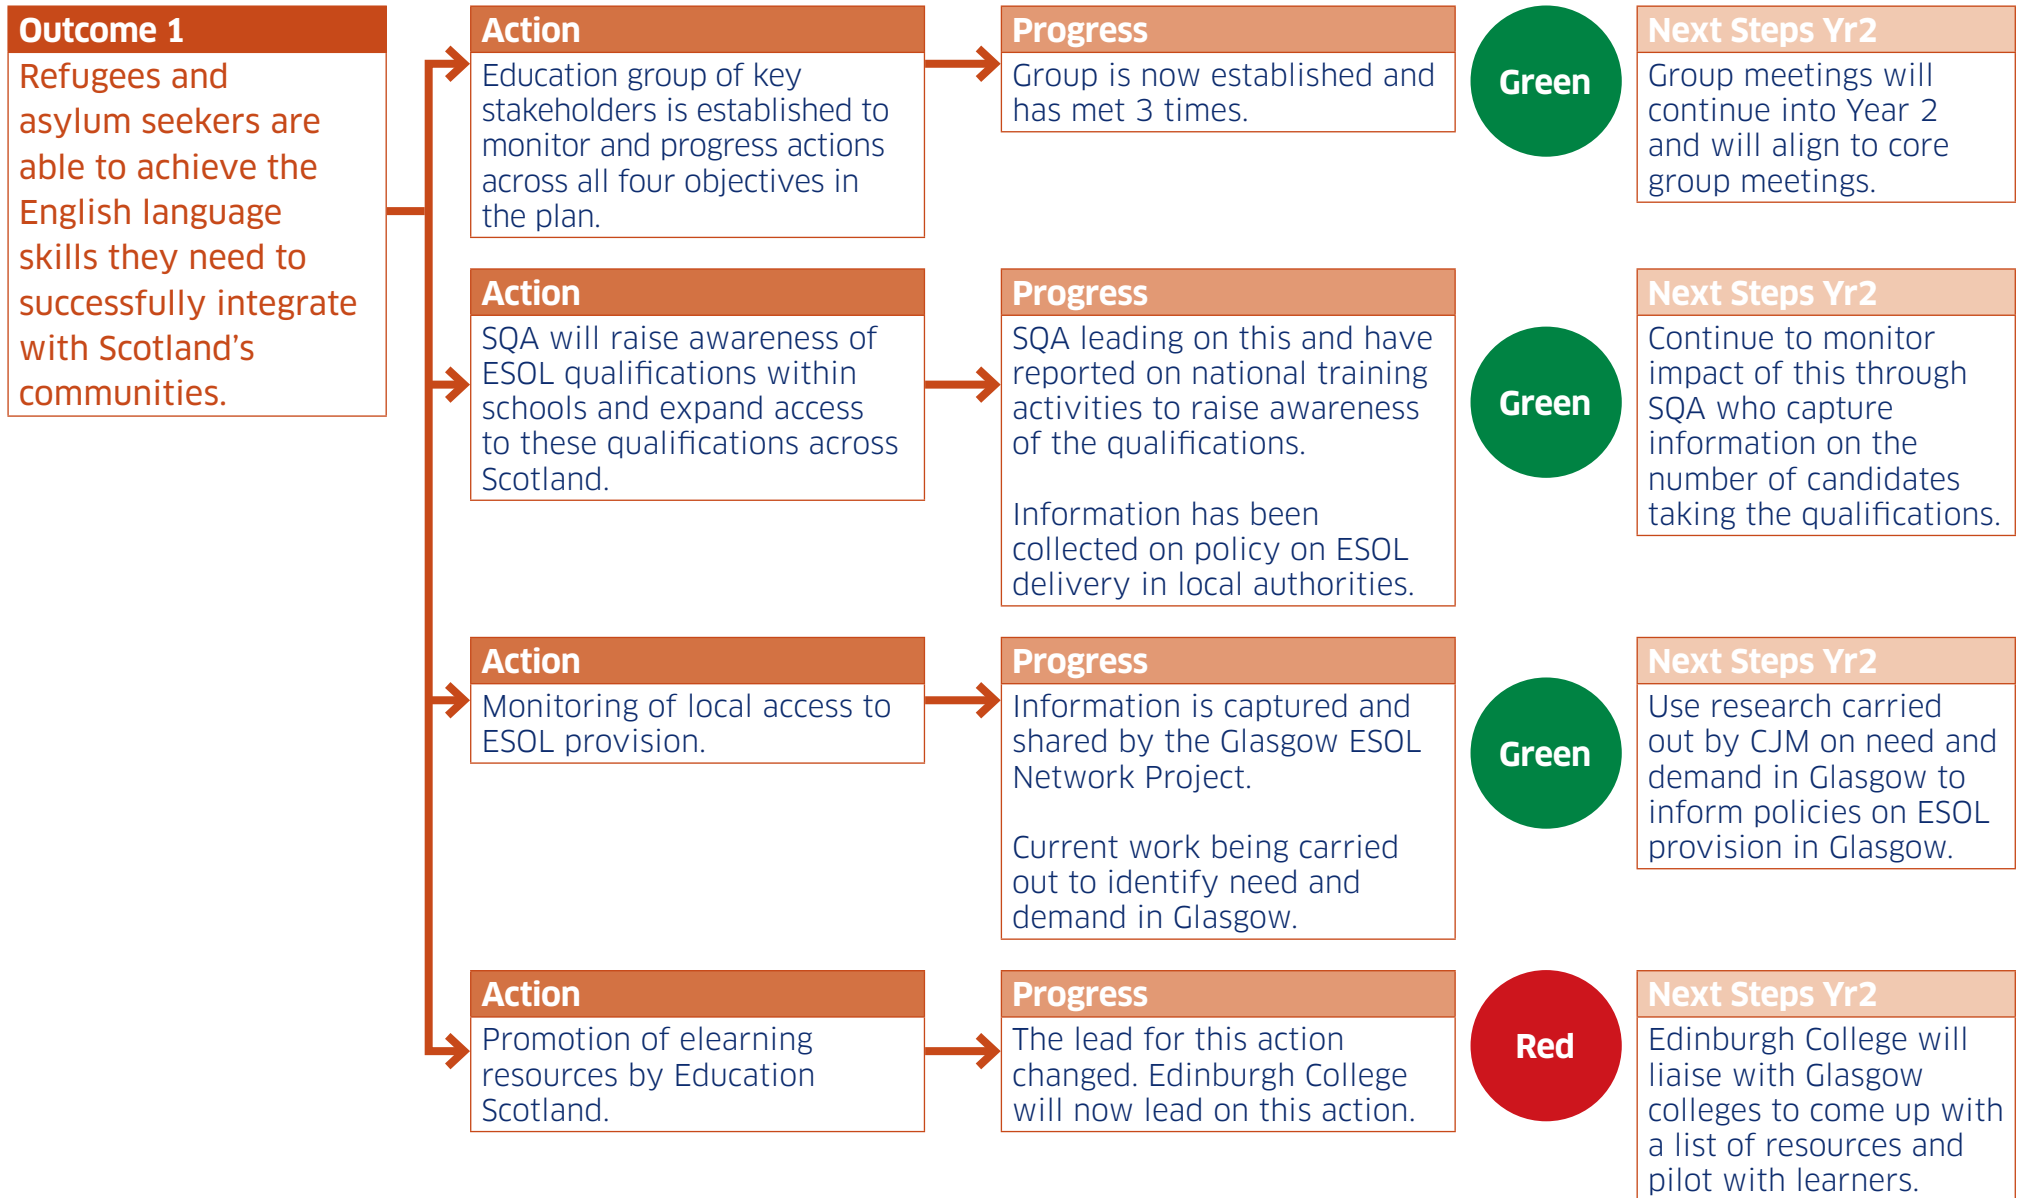 Outcome 1
Refugees and
asylum seekers are
able to achieve the
English language
skills they need to
successfully integrate
with Scotland's
communities.
Action
Education group of key
stakeholders is established to
monitor and progress actions
across all four objectives in
the plan.
Progress
Group is now established and
has met 3 times.
Green
Next Steps Yr2
Group meetings will
continue into Year 2
and will align to core
group meetings.
Action
SQA will raise awareness of
ESOL qualifications within
schools and expand access
to these qualifications across
Scotland.
Progress
SQA leading on this and have
reported on national training
activities to raise awareness
of the qualifications.
Information has been
collected on policy on ESOL
delivery in local authorities.
Green
Next Steps Yr2
Continue to monitor
impact of this through
SQA who capture
information on the
number of candidates
taking the qualifications.
Action
Monitoring of local access to
ESOL provision.
Progress
Information is captured and
shared by the Glasgow ESOL
Network Project.
Current work being carried
out to identify need and
demand in Glasgow.
Green
Next Steps Yr2
Use research carried
out by CJM on need and
demand in Glasgow to
inform policies on ESOL
provision in Glasgow.
Action
Promotion of elearning
resources by Education
Scotland.
Progress
The lead for this action
changed. Edinburgh College
will now lead on this action.
Red
Next Steps Yr2
Edinburgh College will
liaise with Glasgow
colleges to come up with
a list of resources and
pilot with learners.